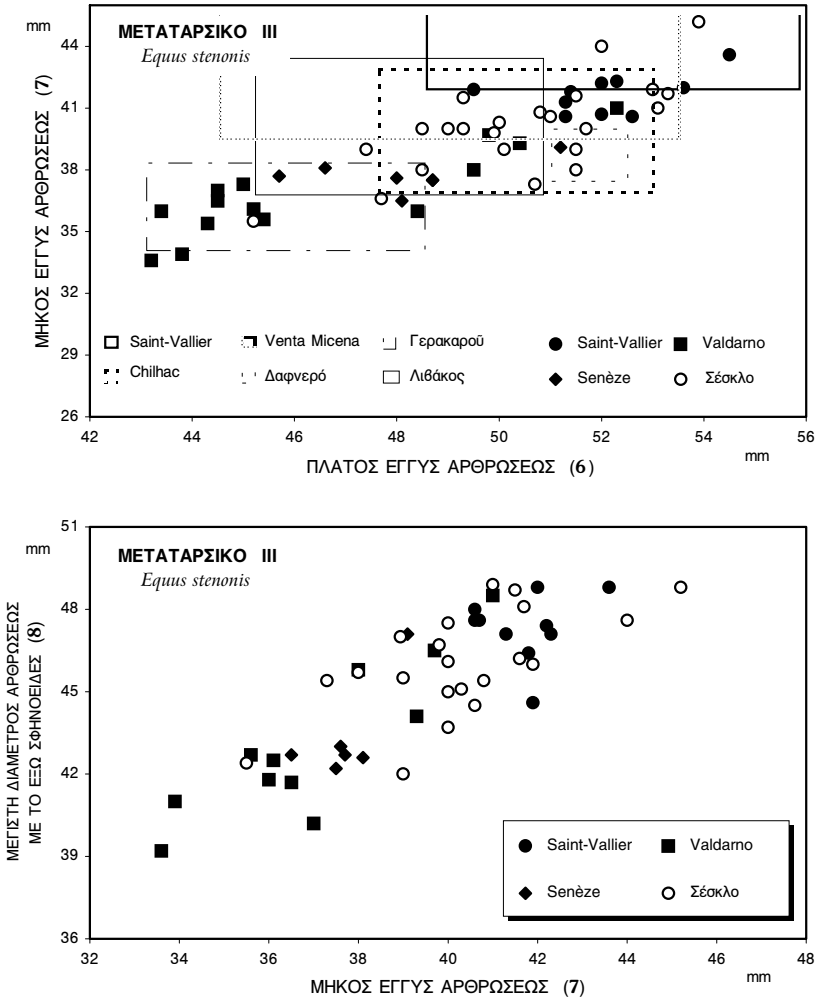 mm
ΜΕΤΑΤΑΡΣΙΚΟ III
Equus stenonis
44
41
38
35
32
29
26
ΜΗΚΟΣ ΕΓΓΥΣ ΑΡΘΡΩΣΕΩΣ (7)
Saint-Vallier
Venta Micena
Γερακαροῦ
Saint-Vallier
Valdarno
Chilhac
Δαφνερό
Λιβάκος
Senèze
Σέσκλο
42
44
46
48
50
52
54
56
mm
ΠΛΑΤΟΣ ΕΓΓΥΣ ΑΡΘΡΩΣΕΩΣ (6)
51
mm
ΜΕΤΑΤΑΡΣΙΚΟ III
Equus stenonis
48
45
42
39
36
ΜΕΓΙΣΤΗ ΔΙΑΜΕΤΡΟΣ ΑΡΘΡΩΣΕΩΣ
ΜΕ ΤΟ ΕΞΩ ΣΦΗΝΟΕΙΔΕΣ (8)
Saint-Vallier
Valdarno
Senèze
Σέσκλο
32
34
36
38
40
42
44
46
48
mm
ΜΗΚΟΣ ΕΓΓΥΣ ΑΡΘΡΩΣΕΩΣ (7)